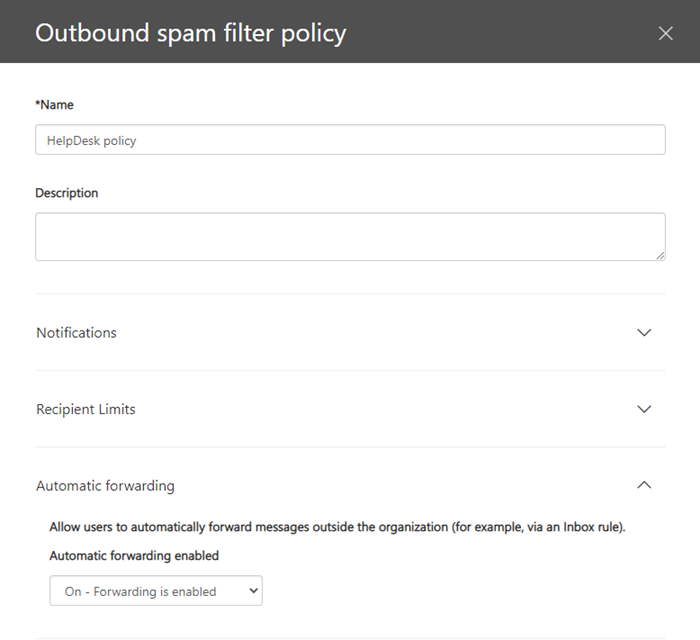 Outbound spam filter policy
*Name
HelpDesk policy
Description
Notifications
Recipient Limits
Automatic forwarding
Allow users to automatically forward messages outside the organization (for example, via an Inbox rule).
Automatic forwarding enabled
On - Forwarding is enabled